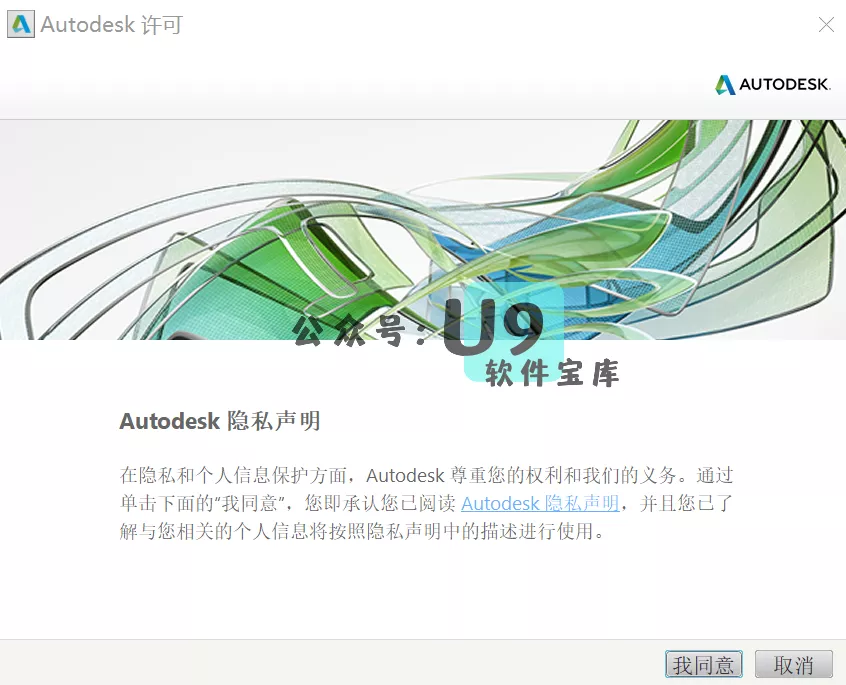 Autodesk 许可
AUTODESK.
公众号：U9
软件宝库
Autodesk 隐私声明
在隐私和个人信息保护方面，Autodesk 尊重您的权利和我们的义务。通过
单击下面的“我同意”，您即承认您已阅读 Autodesk 隐私声明，并且您已了
解与您相关的个人信息将按照隐私声明中的描述进行使用。
我同意 取消